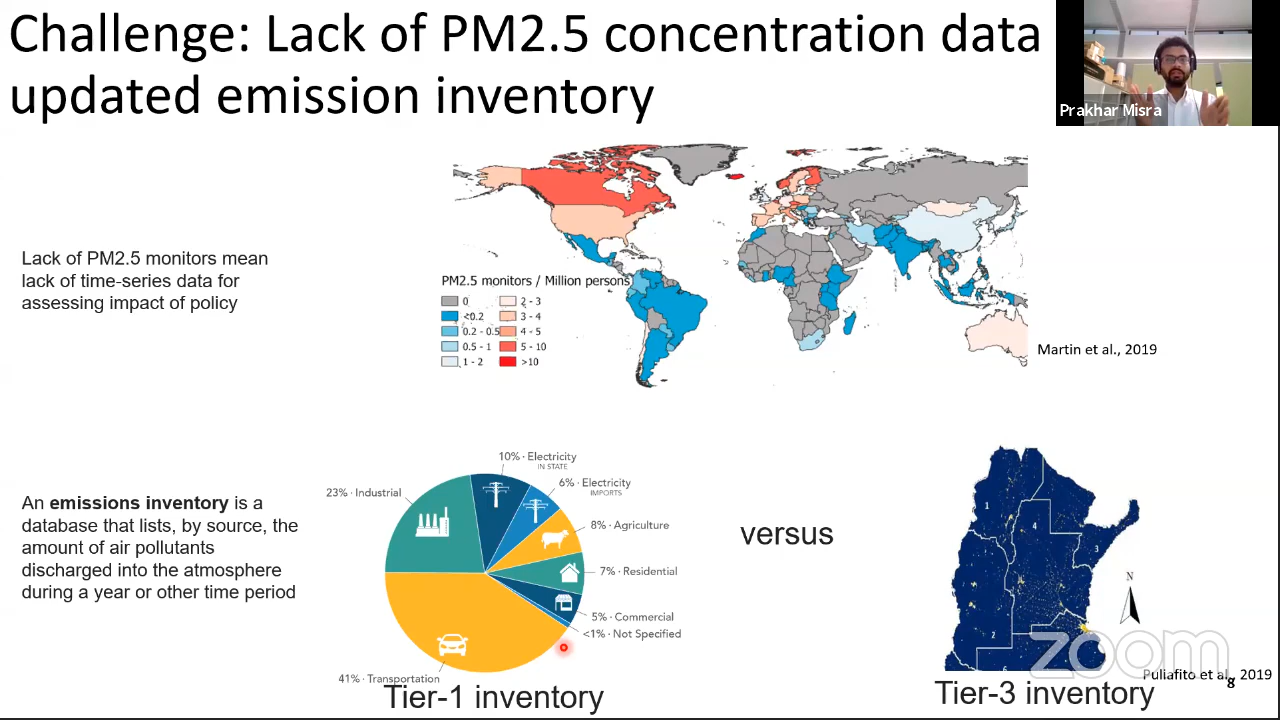 Challenge: Lack of PM2.5 concentration data
updated emission inventory
Prakhar Misra
Lack of PM2.5 monitors mean
lack of time-series data for
assessing impact of policy
PM2.5 monitors / Million persons
0
<0.2
0.2 - 0.5
0.5 - 1
1 - 2
2 - 3
3 - 4
4 - 5
5 - 10
>10
Martin et al., 2019
An emissions inventory is a
database that lists, by source, the
amount of air pollutants
discharged into the atmosphere
during a year or other time period
10% · Electricity
IN STATE
6% · Electricity
IMPORTS
23% · Industrial
8% · Agriculture
7% · Residential
5% · Commercial
<1% · Not Specified
41% · Transportation
Tier-1 inventory
versus
1
4
3
2
N
zoom
Puliafito et al., 2019
8
Tier-3 inventory